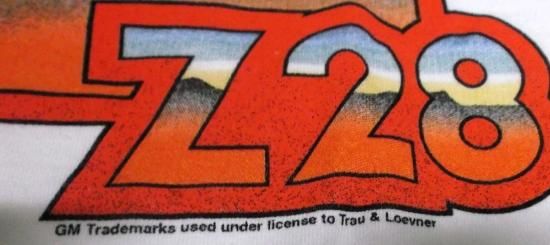 Z28
GM Trademarks used under license to Trau & Loevner